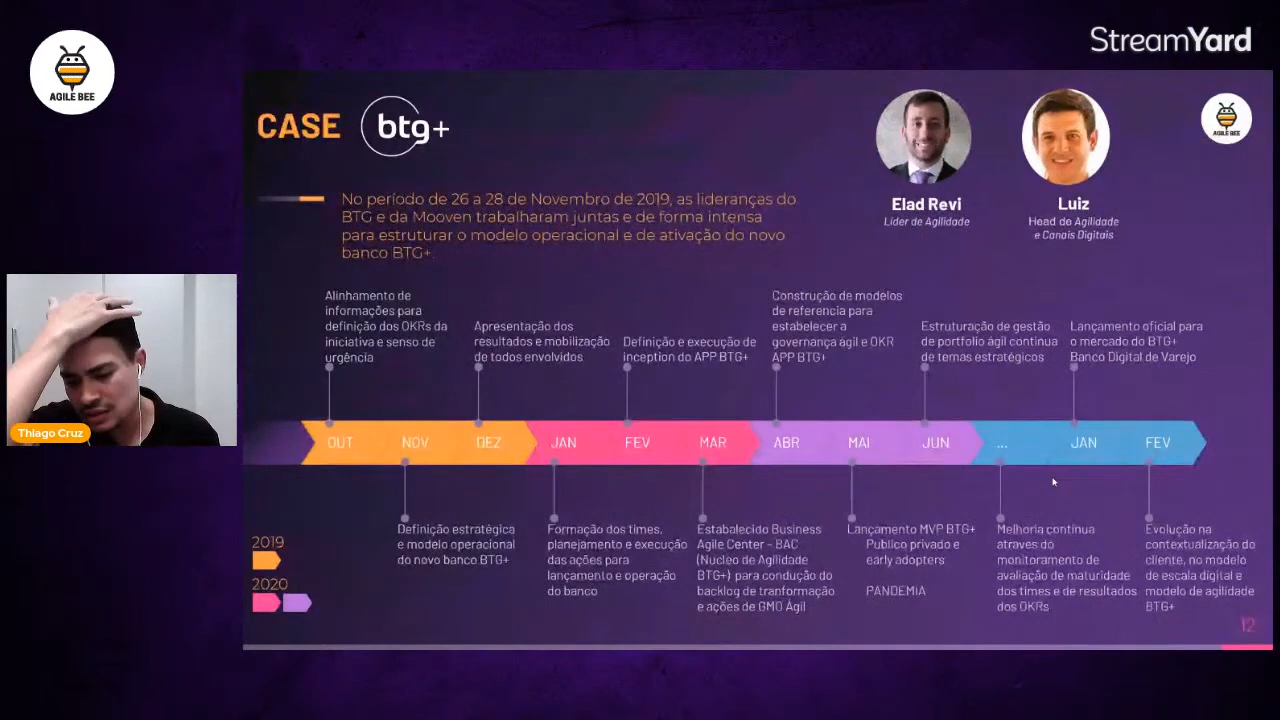 AGILE BEE
StreamYard
CASE btg+
AGILE BEE
Elad Revi
Líder de Agilidade
Luiz
Head de Agilidade
e Canais Digitais
No período de 26 a 28 de Novembro de 2019, as lideranças do
BTG e da Mooven trabalharam juntas e de forma intensa
para estruturar o modelo operacional e de ativação do novo
banco BTG+.
Alinhamento de
informações para
definição dos OKRs da
iniciativa e senso de
urgência
Apresentação dos
resultados e mobilização
de todos envolvidos
Definição e execução de
inception do APP BTG+
Construção de modelos
de referencia para
estabelecer a
governança ágil e OKR
APP BTG+
Estruturação de gestão
de portfolio ágil continua
de temas estratégicos
Lançamento oficial para
o mercado do BTG+
Banco Digital de Varejo
Thiago Cruz
OUT NOV DEZ JAN FEV MAR ABR MAI JUN ... JAN FEV
2019
2020
Definição estratégica
e modelo operacional
do novo banco BTG+
Formação dos times,
planejamento e execução
das ações para
lançamento e operação
do banco
Estabalecido Business
Agile Center - BAC
(Nucleo de Agilidade
BTG+) para condução do
backlog de tranformação
e ações de GMO Ágil
Lançamento MVP BTG+
Publico privado e
early adopters
PANDEMIA
Melhoria contínua
atraves do
monitoramento de
avaliação de maturidade
dos times e de resultados
dos OKRs
Evolução na
contextualização do
cliente, no modelo
de escala digital e
modelo de agilidade
BTG+
12